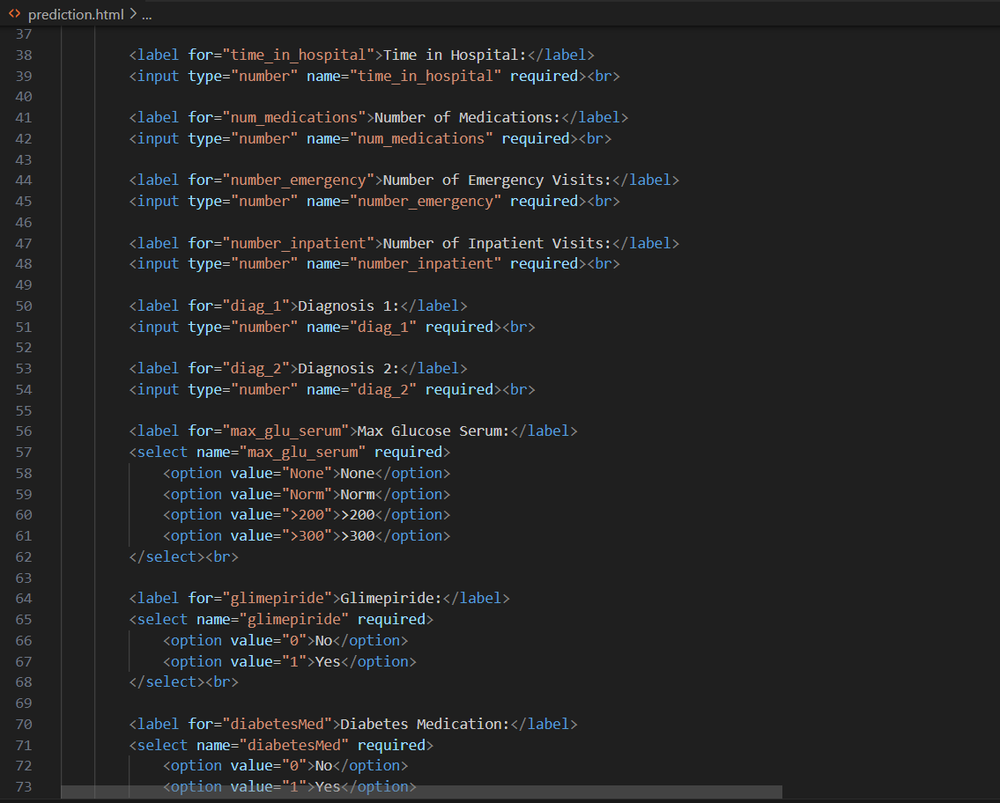 <> prediction.html > ...
37
38 <label for="time_in_hospital">Time in Hospital:</label>
39 <input type="number" name="time_in_hospital" required><br>
40
41 <label for="num_medications">Number of Medications:</label>
42 <input type="number" name="num_medications" required><br>
43
44 <label for="number_emergency">Number of Emergency Visits:</label>
45 <input type="number" name="number_emergency" required><br>
46
47 <label for="number_inpatient">Number of Inpatient Visits:</label>
48 <input type="number" name="number_inpatient" required><br>
49
50 <label for="diag_1">Diagnosis 1:</label>
51 <input type="number" name="diag_1" required><br>
52
53 <label for="diag_2">Diagnosis 2:</label>
54 <input type="number" name="diag_2" required><br>
55
56 <label for="max_glu_serum">Max Glucose Serum:</label>
57 <select name="max_glu_serum" required>
58     <option value="None">None</option>
59     <option value="Norm">Norm</option>
60     <option value=">200">>200</option>
61     <option value=">300">>300</option>
62 </select><br>
63
64 <label for="glimepiride">Glimepiride:</label>
65 <select name="glimepiride" required>
66     <option value="0">No</option>
67     <option value="1">Yes</option>
68 </select><br>
69
70 <label for="diabetesMed">Diabetes Medication:</label>
71 <select name="diabetesMed" required>
72     <option value="0">No</option>
73     <option value="1">Yes</option>